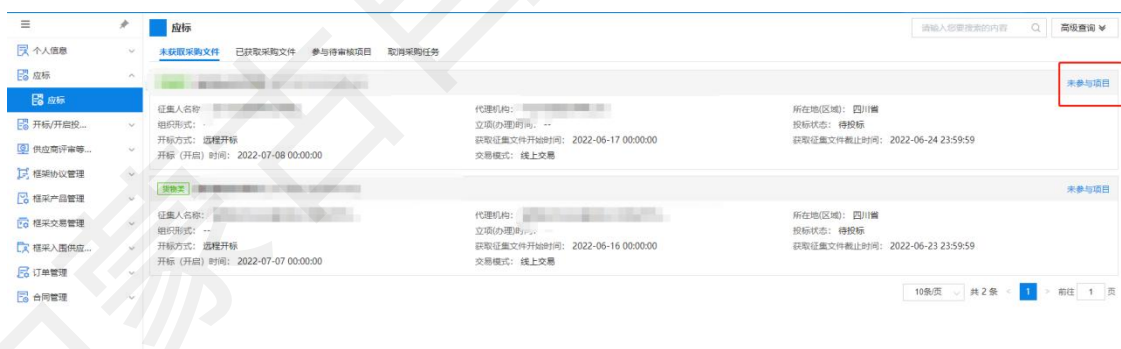 应标
请输入您要搜索的内容
高级查询
个人信息
未获取采购文件 已获取采购文件 参与待审核项目 取消采购任务
应标
未参与项目
应标
征集人名称
代理机构：
所在地(区域)： 四川省
开标/开启投...
组织形式：
立项(办理)时间： --
投标状态： 待投标
供应商评审等...
开标方式： 远程开标
获取征集文件开始时间： 2022-06-17 00:00:00
获取征集文件截止时间： 2022-06-24 23:59:59
开标（开启）时间： 2022-07-08 00:00:00
交易模式： 线上交易
框架协议管理
框采产品管理
货物类
未参与项目
框采交易管理
征集人名称：
代理机构：
所在地(区域)： 四川省
组织形式： --
立项(办理)
投标状态： 待投标
框采入围供应...
开标方式： 远程开标
获取征集文件开始时间： 2022-06-16 00:00:00
获取征集文件截止时间： 2022-06-23 23:59:59
开标（开启）时间： 2022-07-07 00:00:00
交易模式： 线上交易
订单管理
合同管理
10条/页 共 2 条 < 1 > 前往 1 页